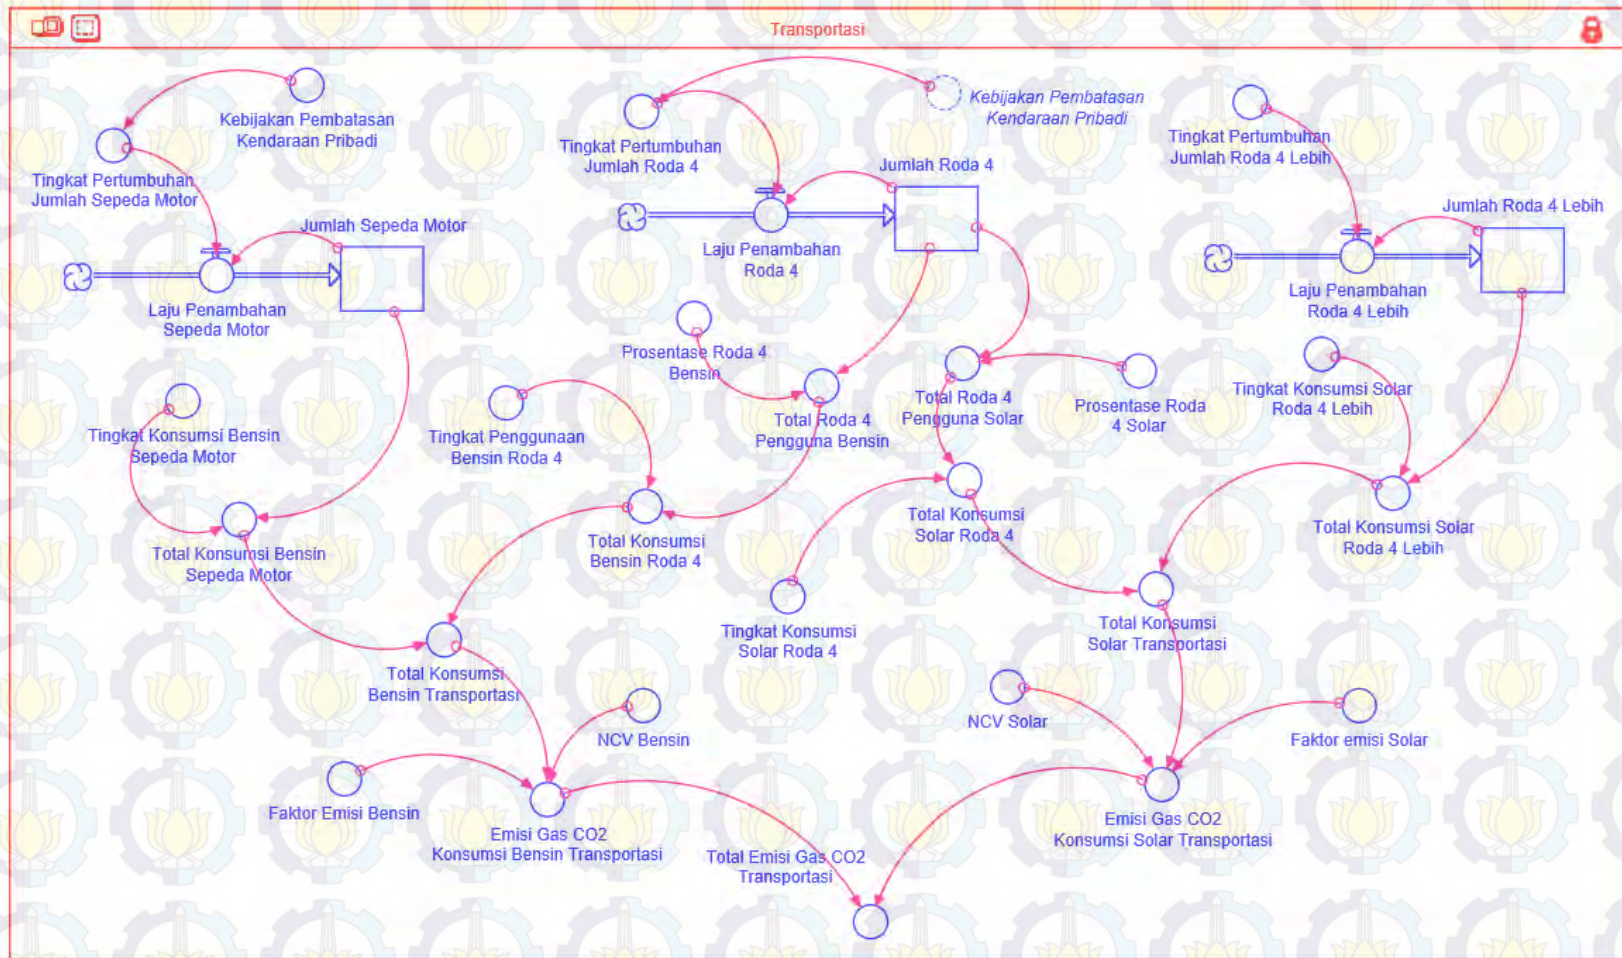 Transportasi
Kebijakan Pembatasan
Kendaraan Pribadi
Tingkat Pertumbuhan
Jumlah Sepeda Motor
Jumlah Sepeda Motor
Laju Penambahan
Sepeda Motor
Tingkat Konsumsi Bensin
Sepeda Motor
Total Konsumsi Bensin
Sepeda Motor
Kebijakan Pembatasan
Kendaraan Pribadi
Tingkat Pertumbuhan
Jumlah Roda 4
Jumlah Roda 4
Laju Penambahan
Roda 4
Prosentase Roda 4
Bensin
Total Roda 4
Pengguna Bensin
Tingkat Penggunaan
Bensin Roda 4
Total Konsumsi
Bensin Roda 4
Total Roda 4
Pengguna Solar
Prosentase Roda
4 Solar
Total Konsumsi
Solar Roda 4
Tingkat Konsumsi
Solar Roda 4
Tingkat Pertumbuhan
Jumlah Roda 4 Lebih
Jumlah Roda 4 Lebih
Laju Penambahan
Roda 4 Lebih
Tingkat Konsumsi Solar
Roda 4 Lebih
Total Konsumsi Solar
Roda 4 Lebih
Total Konsumsi
Solar Transportasi
Total Konsumsi
Bensin Transportasi
NCV Bensin
Faktor Emisi Bensin
Emisi Gas CO2
Konsumsi Bensin Transportasi
NCV Solar
Faktor emisi Solar
Emisi Gas CO2
Konsumsi Solar Transportasi
Total Emisi Gas CO2
Transportasi